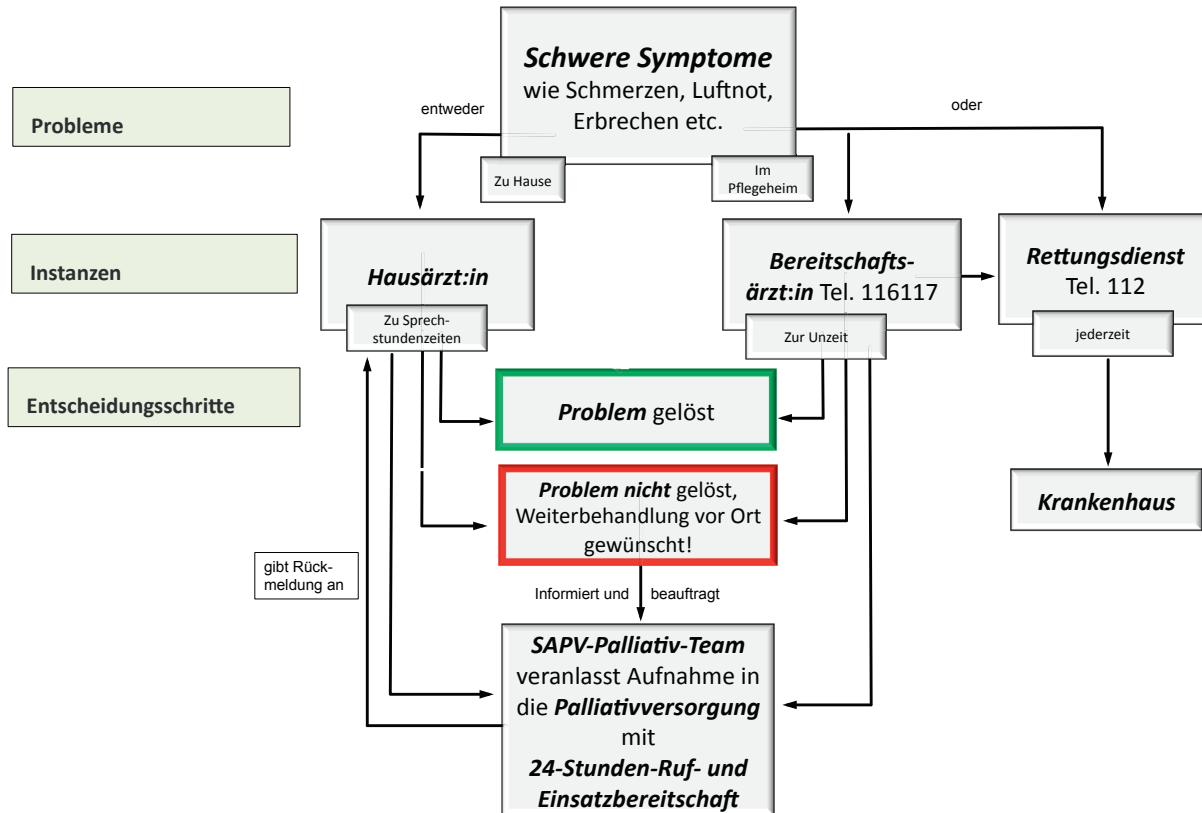 Schwere Symptome
wie Schmerzen, Luftnot,
Erbrechen etc.
entweder
oder
Probleme
Zu Hause
Im
Pflegeheim
Instanzen
Hausärzt:in
Zu Sprech-
stundenzeiten
Bereitschafts-
ärzt:in Tel. 116117
Zur Unzeit
Rettungsdienst
Tel. 112
jederzeit
Entscheidungsschritte
Problem gelöst
Problem nicht gelöst,
Weiterbehandlung vor Ort
gewünscht!
Krankenhaus
gibt Rück-
meldung an
Informiert und beauftragt
SAPV-Palliativ-Team
veranlasst Aufnahme in
die Palliativversorgung
mit
24-Stunden-Ruf- und
Einsatzbereitschaft